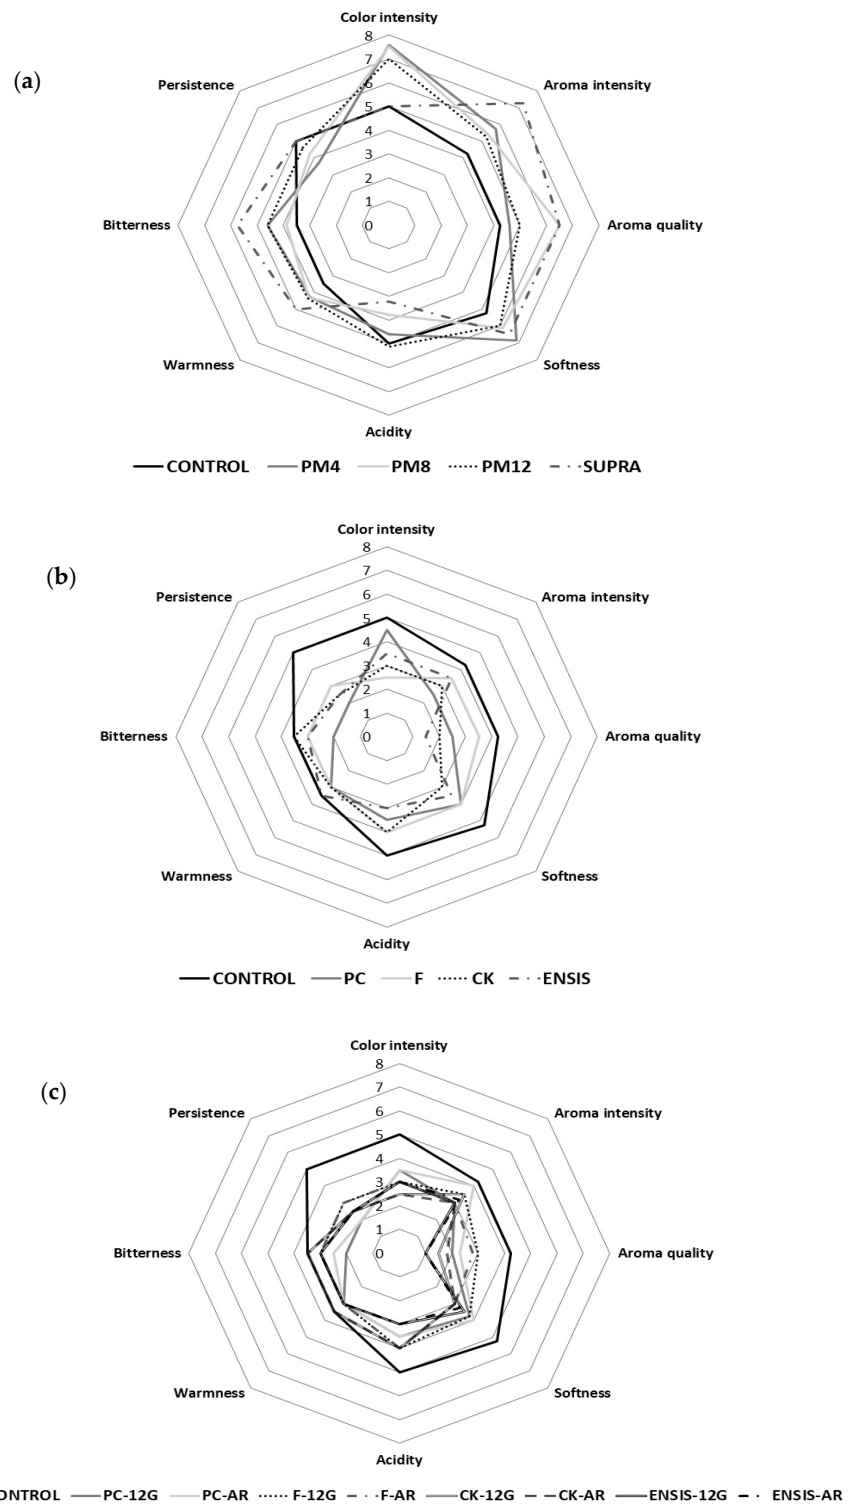 (a)
Color intensity
8
7
6
5
4
3
2
1
0
Aroma intensity
Aroma quality
Softness
Acidity
Warmness
Bitterness
Persistence
CONTROL PM4 PM8 PM12 SUPRA
(b)
Color intensity
8
7
6
5
4
3
2
1
0
Aroma intensity
Aroma quality
Softness
Acidity
Warmness
Bitterness
Persistence
CONTROL PC F CK ENSIS
(c)
Color intensity
8
7
6
5
4
3
2
1
0
Aroma intensity
Aroma quality
Softness
Acidity
Warmness
Bitterness
Persistence
ONTROL PC-12G PC-AR F-12G F-AR CK-12G CK-AR ENSIS-12G ENSIS-AR